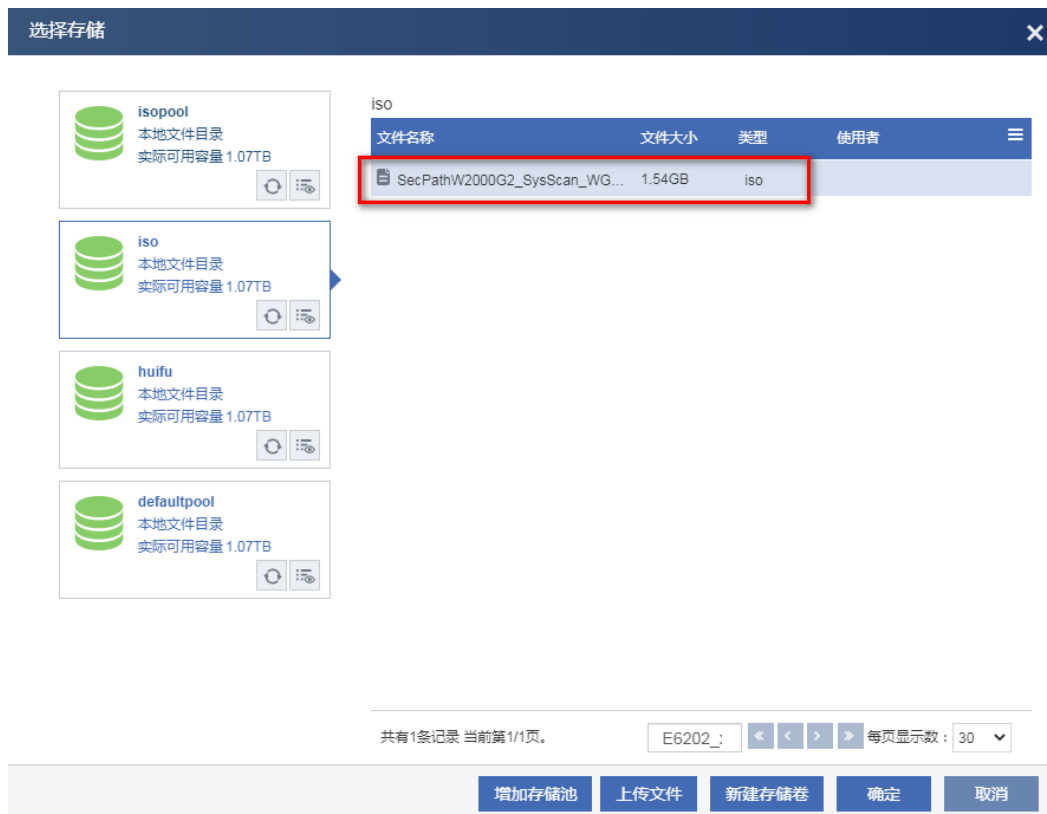 选择存储
isopool
本地文件目录
实际可用容量1.07TB
iso
本地文件目录
实际可用容量1.07TB
huifu
本地文件目录
实际可用容量1.07TB
defaultpool
本地文件目录
实际可用容量1.07TB
iso
文件名称 文件大小 类型 使用者
SecPathW2000G2_SysScan_WG... 1.54GB iso
共有1条记录 当前第1/1页。 E6202_: 每页显示数：30
增加存储池 上传文件 新建存储卷 确定 取消